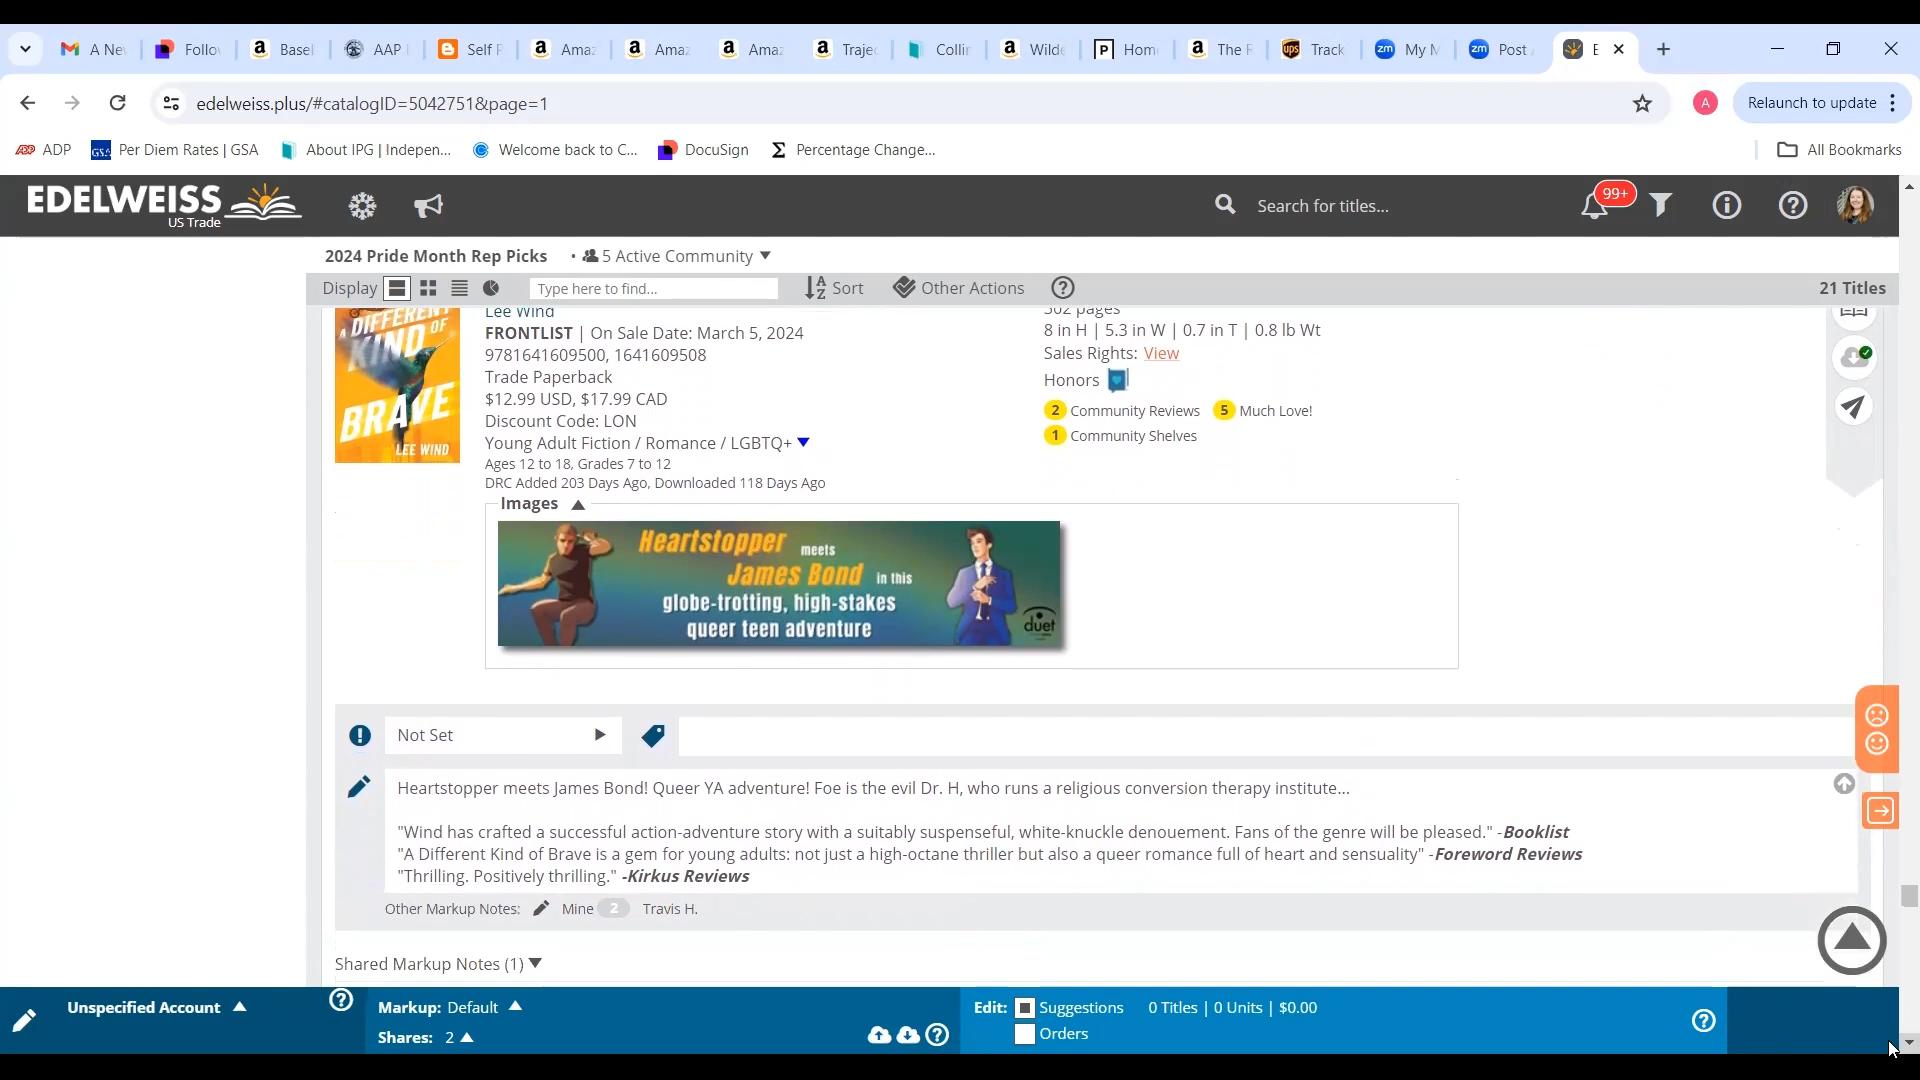 A Ne
Follo
Basel
AAP
Self F
Amaz
Amaz
Amaz
Traje
Collin
Wilde
Hom
The R
Track
My M
Post
E
edelweiss.plus/#catalogID=5042751&page=1
A
Relaunch to update
ADP
Per Diem Rates | GSA
About IPG | Indepen...
Welcome back to C...
DocuSign
Percentage Change...
All Bookmarks
EDELWEISS
US Trade
Search for titles...
99+
2024 Pride Month Rep Picks • 5 Active Community
Display
Type here to find...
Sort
Other Actions
21 Titles
A DIFFERENT
KIND OF
BRAVE
LEE WIND
Lee Wind
FRONTLIST | On Sale Date: March 5, 2024
9781641609500, 1641609508
Trade Paperback
$12.99 USD, $17.99 CAD
Discount Code: LON
Young Adult Fiction / Romance / LGBTQ+
Ages 12 to 18, Grades 7 to 12
DRC Added 203 Days Ago, Downloaded 118 Days Ago
302 pages
8 in H | 5.3 in W | 0.7 in T | 0.8 lb Wt
Sales Rights: View
Honors
2 Community Reviews 5 Much Love!
1 Community Shelves
Images
Heartstopper meets
James Bond in this
globe-trotting, high-stakes
queer teen adventure
duet
Not Set
Heartstopper meets James Bond! Queer YA adventure! Foe is the evil Dr. H, who runs a religious conversion therapy institute...
"Wind has crafted a successful action-adventure story with a suitably suspenseful, white-knuckle denouement. Fans of the genre will be pleased." -Booklist
"A Different Kind of Brave is a gem for young adults: not just a high-octane thriller but also a queer romance full of heart and sensuality" -Foreword Reviews
"Thrilling. Positively thrilling." -Kirkus Reviews
Other Markup Notes: Mine 2 Travis H.
Shared Markup Notes (1)
Unspecified Account
Markup: Default
Shares: 2
Edit: Suggestions 0 Titles | 0 Units | $0.00
Orders